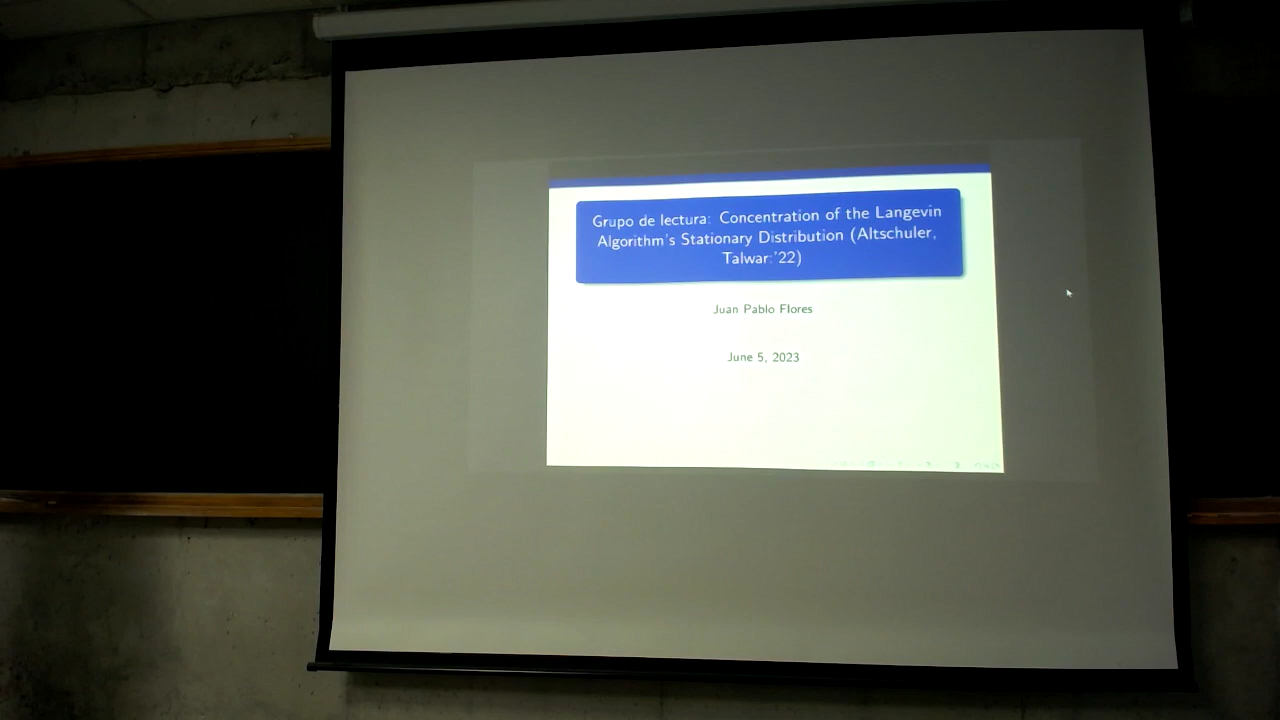 Grupo de lectura: Concentration of the Langevin
Algorithm's Stationary Distribution (Altschuler,
Talwar:'22)
Juan Pablo Flores
June 5, 2023